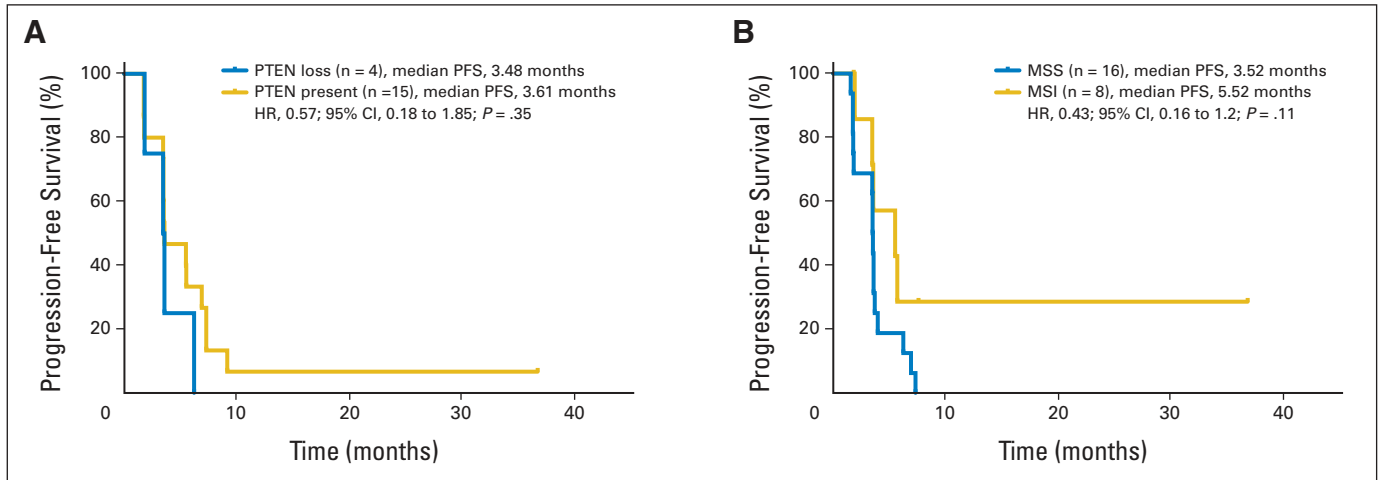 A
PTEN loss (n = 4), median PFS, 3.48 months
PTEN present (n =15), median PFS, 3.61 months
HR, 0.57; 95% CI, 0.18 to 1.85; P = .35
Progression-Free Survival (%)
100
80
60
40
20
0
10
20
30
40
Time (months)
B
MSS (n = 16), median PFS, 3.52 months
MSI (n = 8), median PFS, 5.52 months
HR, 0.43; 95% CI, 0.16 to 1.2; P = .11
Progression-Free Survival (%)
100
80
60
40
20
0
10
20
30
40
Time (months)